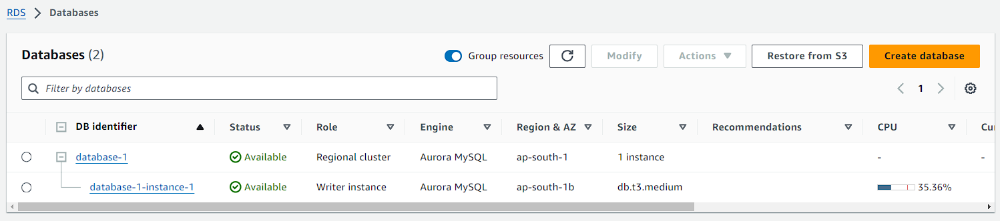 RDS > Databases
Databases (2) Group resources Modify Actions Restore from S3 Create database
Filter by databases 1
DB identifier Status Role Engine Region & AZ Size Recommendations CPU
database-1 Available Regional cluster Aurora MySQL ap-south-1 1 instance - -
database-1-instance-1 Available Writer instance Aurora MySQL ap-south-1b db.t3.medium 35.36%